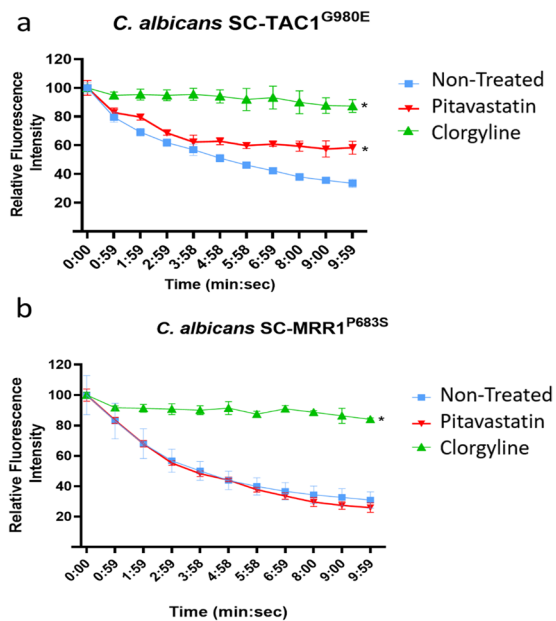 a
C. albicans SC-TAC1G980E
Relative Fluorescence
Intensity
120
100
80
60
40
20
0:00
0:59
1:59
2:59
3:58
4:58
5:58
6:59
8:00
9:00
9:59
Time (min:sec)
*
*
Non-Treated
Pitavastatin
Clorgyline
b
C. albicans SC-MRR1P683S
Relative Fluorescence
Intensity
120
100
80
60
40
20
0:00
0:59
1:59
2:59
3:58
4:58
5:58
6:59
8:00
9:00
9:59
Time (min:sec)
*
Non-Treated
Pitavastatin
Clorgyline